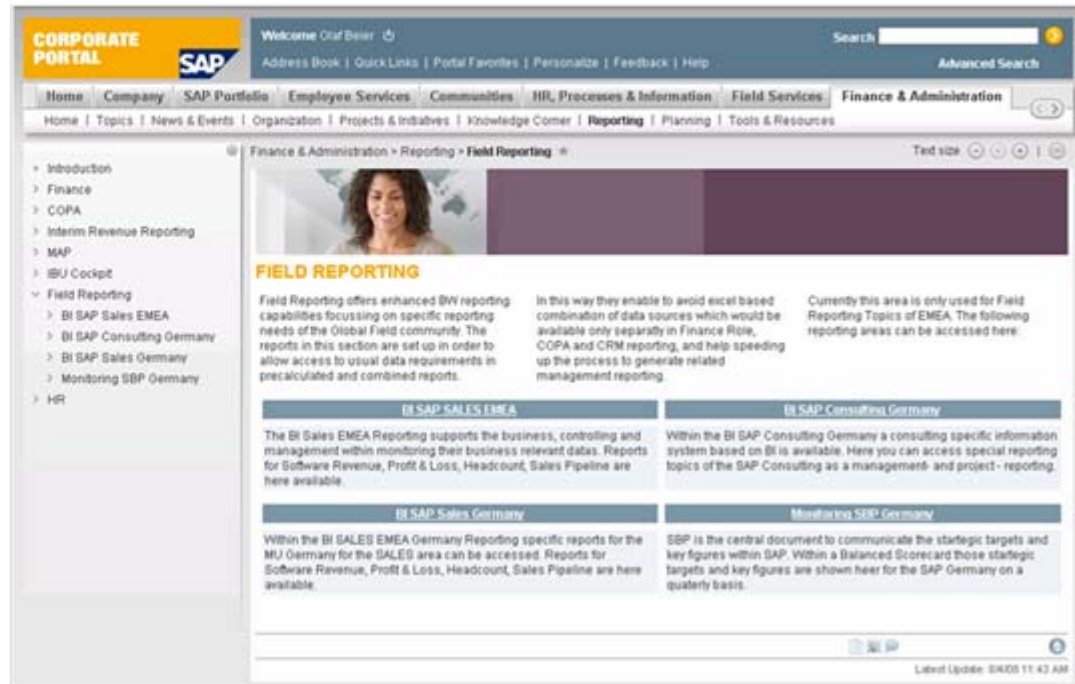 CORPORATE
PORTAL
SAP
Welcome Olaf Beier
Search
Address Book | Quick Links | Portal Favorites | Personalize | Feedback | Help
Advanced Search
Home Company SAP Portfolio Employee Services Communities HR, Processes & Information Field Services Finance & Administration
Home | Topics | News & Events | Organization | Projects & Initiatives | Knowledge Corner | Reporting | Planning | Tools & Resources
Finance & Administration > Reporting > Field Reporting
Text size
Introduction
Finance
COPA
Interim Revenue Reporting
MAP
IBU Cockpit
Field Reporting
BI SAP Sales EMEA
BI SAP Consulting Germany
BI SAP Sales Germany
Monitoring SBP Germany
HR
FIELD REPORTING
Field Reporting offers enhanced BW reporting
capabilities focussing on specific reporting
needs of the Global Field community. The
reports in this section are set up in order to
allow access to usual data requirements in
precalculated and combined reports.
In this way they enable to avoid excel based
combination of data sources which would be
available only separatly in Finance Role,
COPA and CRM reporting, and help speeding
up the process to generate related
management reporting.
Currently this area is only used for Field
Reporting Topics of EMEA. The following
reporting areas can be accessed here:
BI SAP SALES EMEA
The BI Sales EMEA Reporting supports the business, controlling and
management within monitoring their business relevant datas. Reports
for Software Revenue, Profit & Loss, Headcount, Sales Pipeline are
here available.
BI SAP Consulting Germany
Within the BI SAP Consulting Germany a consulting specific information
system based on BI is available. Here you can access special reporting
topics of the SAP Consulting as a management- and project- reporting.
BI SAP Sales Germany
Within the BI SALES EMEA Germany Reporting specific reports for the
MU Germany for the SALES area can be accessed. Reports for
Software Revenue, Profit & Loss, Headcount, Sales Pipeline are here
available.
Monitoring SBP Germany
SBP is the central document to communicate the startegic targets and
key figures within SAP. Within a Balanced Scorecard those startegic
targets and key figures are shown heer for the SAP Germany on a
quaterly basis.
Latest Update: 8/4/08 11:43 AM